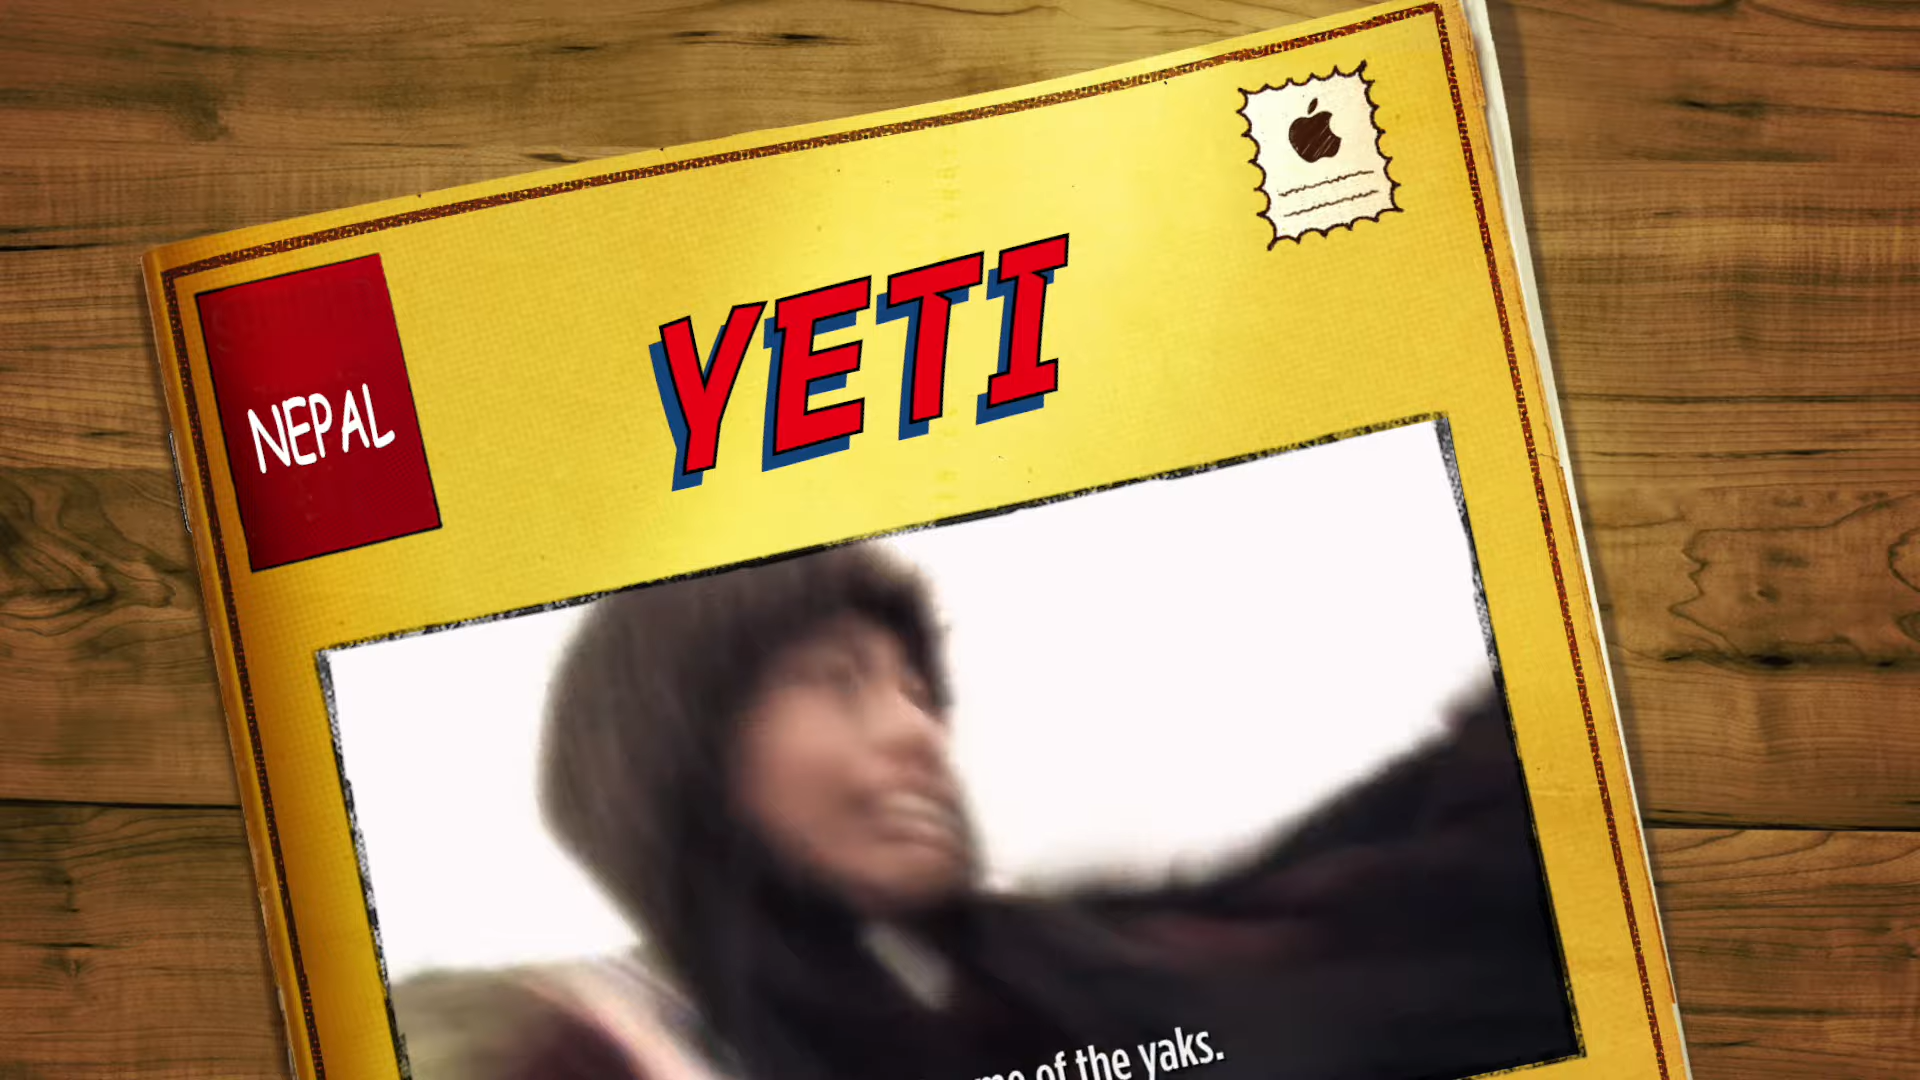 NEPAL
YETI
of the yaks.